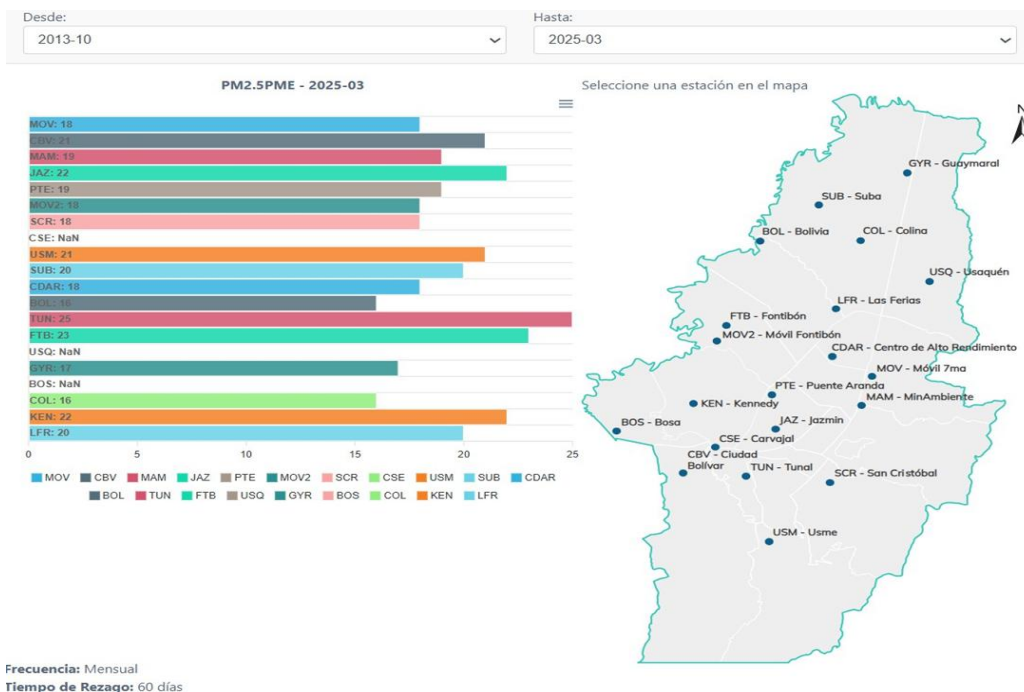 Desde:
2013-10
Hasta:
2025-03
PM2.5PME - 2025-03
MOV: 18
CBV: 21
MAM: 19
JAZ: 22
PTE: 19
MOV2: 18
SCR: 18
CSE: NaN
USM: 21
SUB: 20
CDAR: 18
BOL: 16
TUN: 25
FTB: 23
USQ: NaN
GYR: 17
BOS: NaN
COL: 16
KEN: 22
LFR: 20
0 5 10 15 20 25
MOV CBV MAM JAZ PTE MOV2 SCR CSE USM SUB CDAR
BOL TUN FTB USQ GYR BOS COL KEN LFR
Seleccione una estación en el mapa
N
GYR - Guaymaral
SUB - Suba
BOL - Bolivia
COL - Colina
USQ - Usaquén
LFR - Las Ferias
FTB - Fontibón
MOV2 - Móvil Fontibón
CDAR - Centro de Alto Rendimiento
MOV - Móvil 7ma
PTE - Puente Aranda
MAM - MinAmbiente
KEN - Kennedy
BOS - Bosa
JAZ - Jazmin
CSE - Carvajal
CBV - Ciudad
Bolívar
TUN - Tunal
SCR - San Cristóbal
USM - Usme
Frecuencia: Mensual
Tiempo de Rezago: 60 días